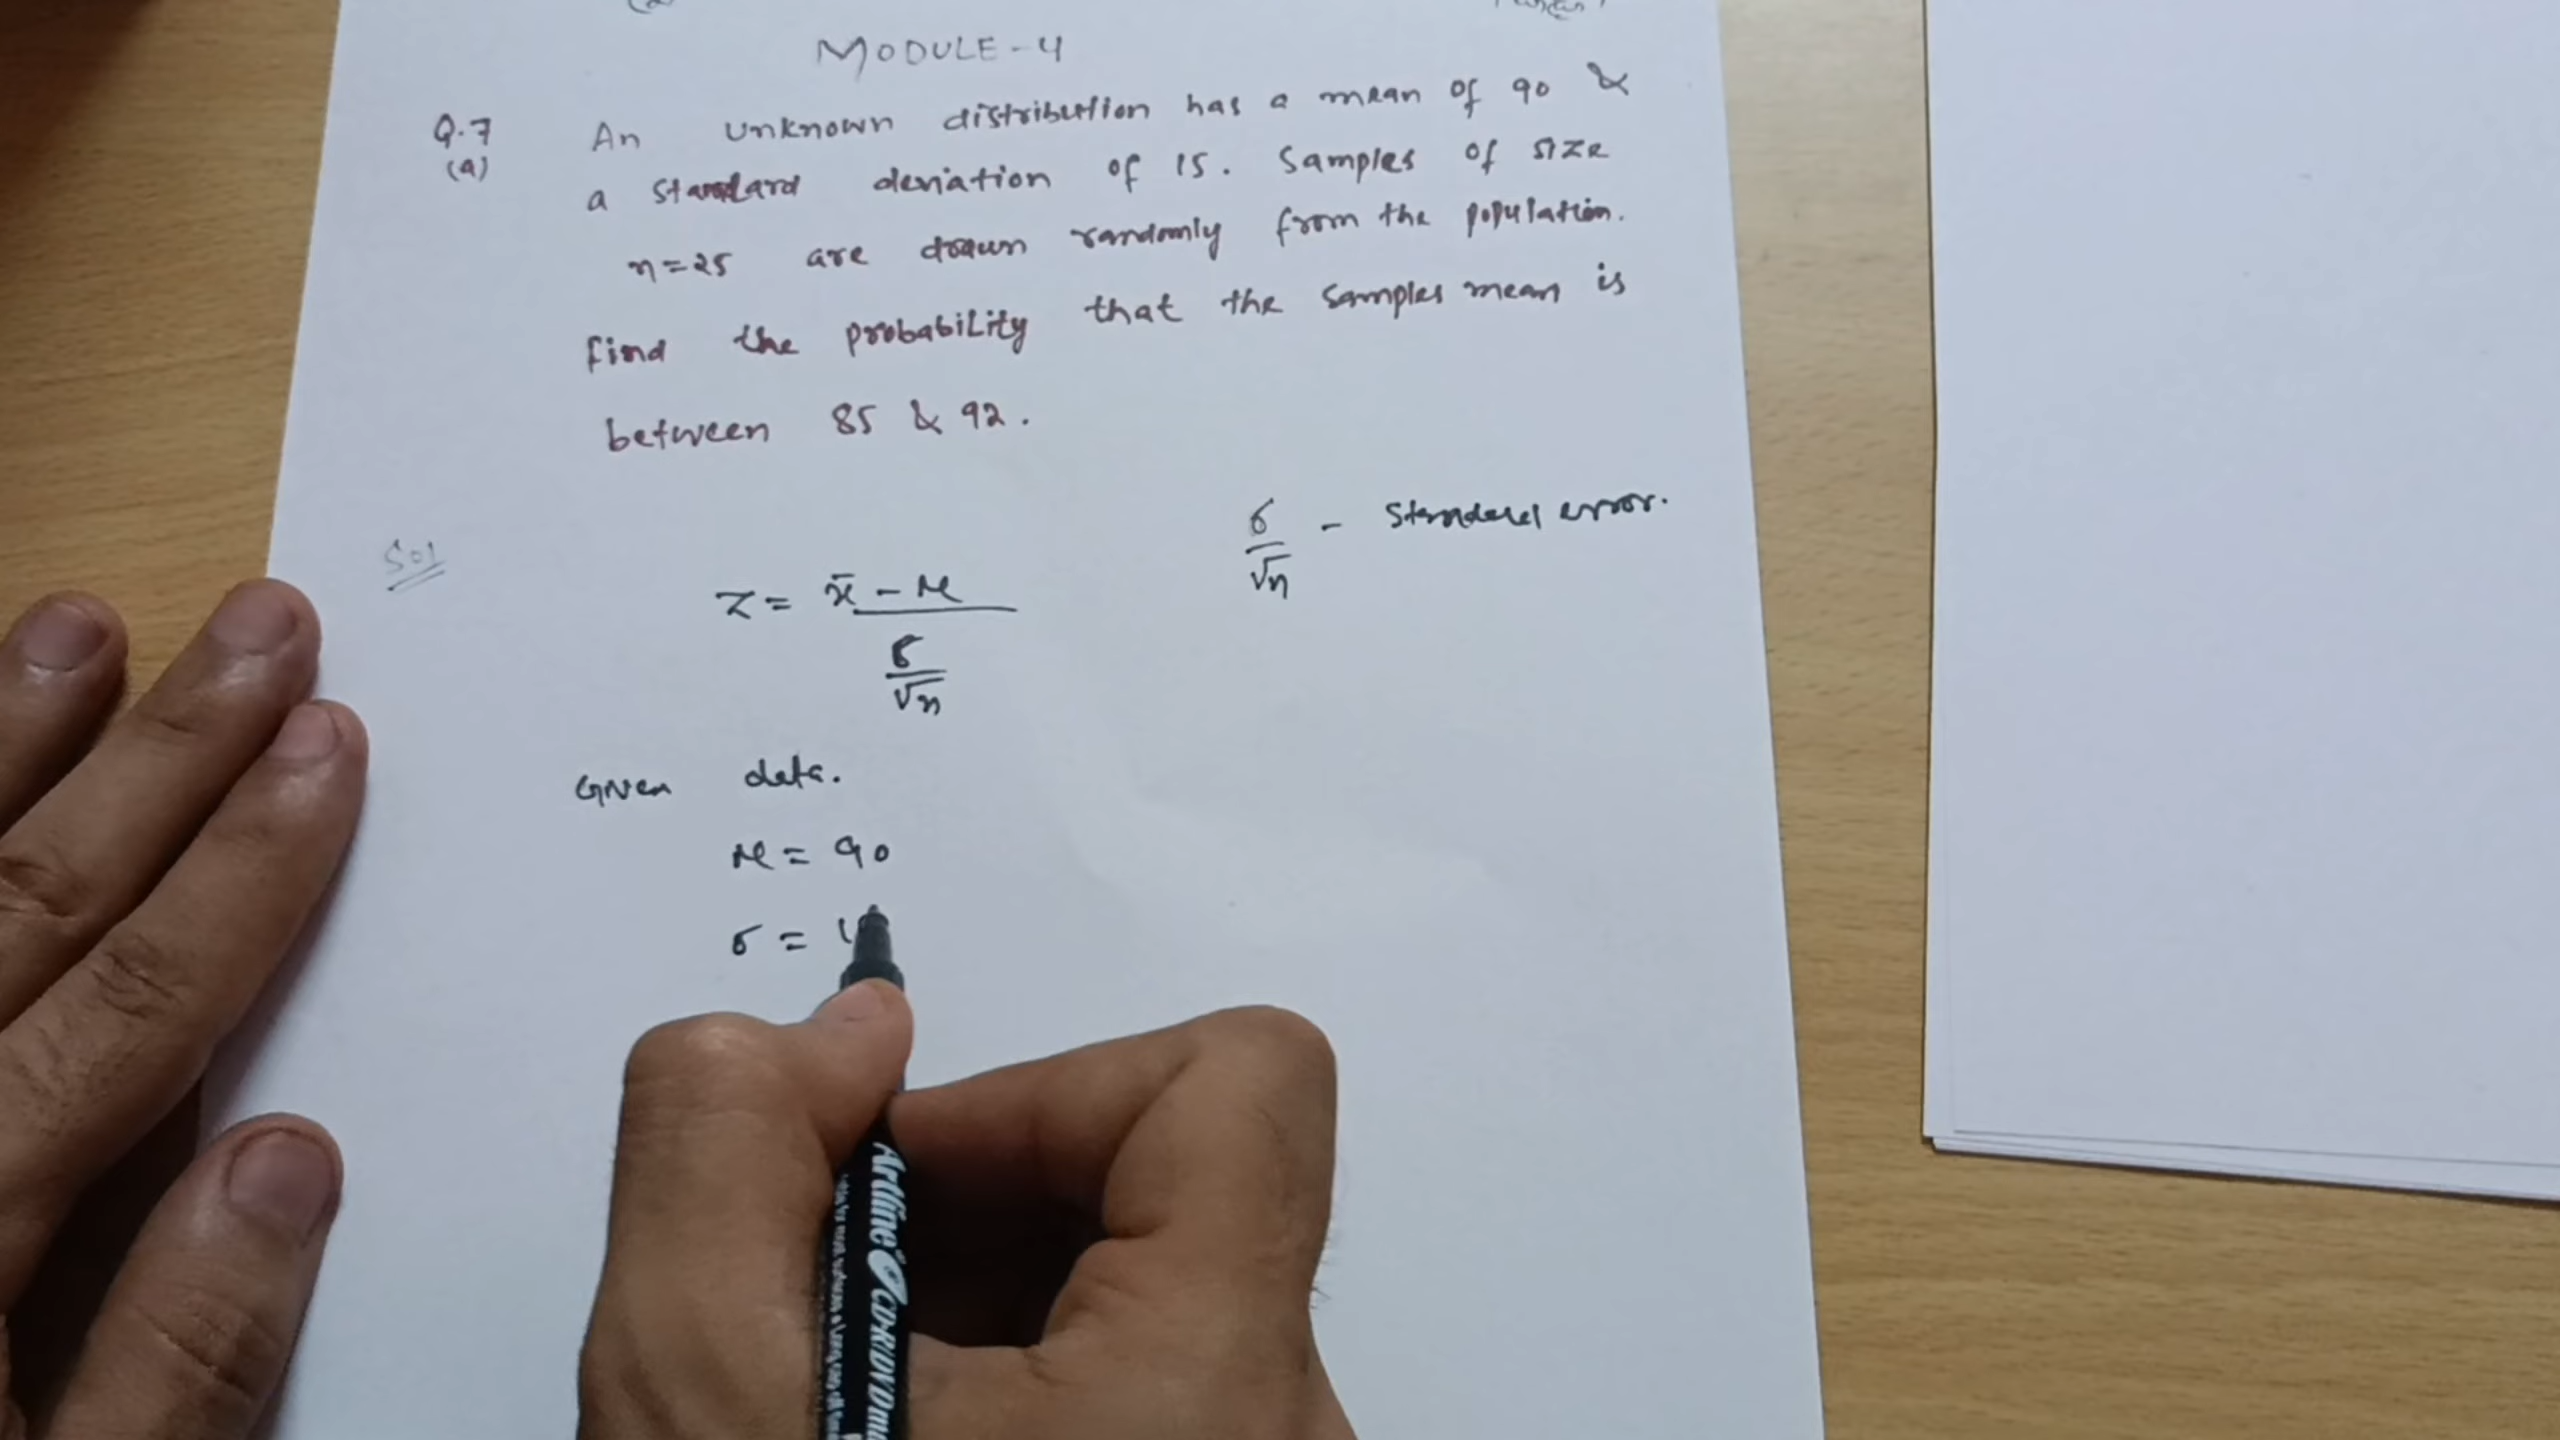 MODULE-4
Q.7 An unknown distribution has a mean of 90 &
(a) a standard deviation of 15. Samples of size
n=25 are drawn randomly from the population.
Find the probability that the samples mean is
between 85 & 92.
σ/√n - Standard error.
Sol
Z = x̄ - μ / σ/√n
Given data.
μ = 90
σ = 1
Artline CD-R/DVD